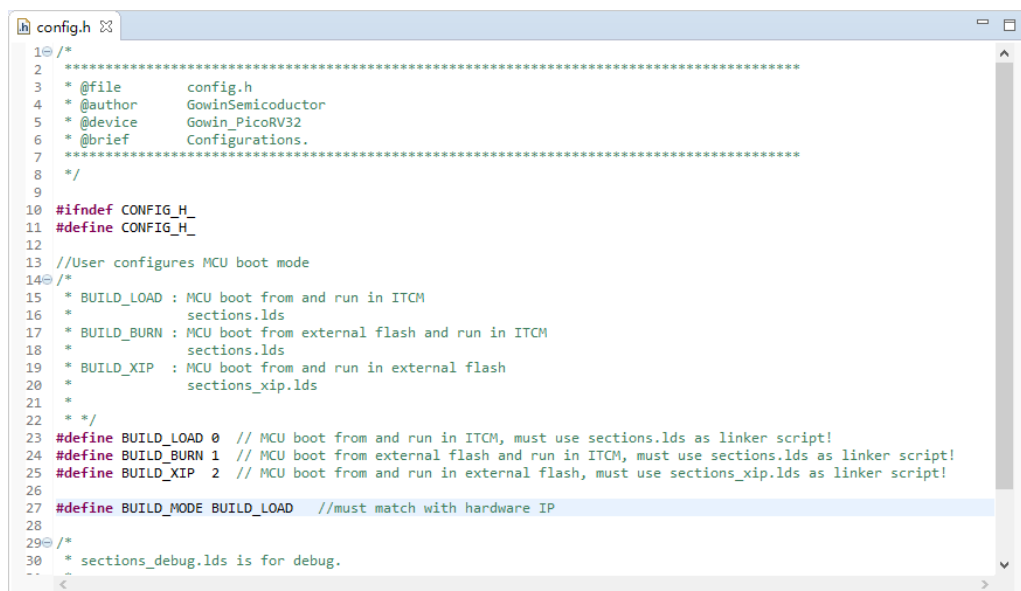 config.h
1 /*
2 *******************************************************************************************
3 * @file config.h
4 * @author GowinSemicoductor
5 * @device Gowin_PicoRV32
6 * @brief Configurations.
7 *******************************************************************************************
8 */
9
10 #ifndef CONFIG_H_
11 #define CONFIG_H_
12
13 //User configures MCU boot mode
14 /*
15 * BUILD_LOAD : MCU boot from and run in ITCM
16 * sections.lds
17 * BUILD_BURN : MCU boot from external flash and run in ITCM
18 * sections.lds
19 * BUILD_XIP : MCU boot from and run in external flash
20 * sections_xip.lds
21 *
22 * */
23 #define BUILD_LOAD 0 // MCU boot from and run in ITCM, must use sections.lds as linker script!
24 #define BUILD_BURN 1 // MCU boot from external flash and run in ITCM, must use sections.lds as linker script!
25 #define BUILD_XIP 2 // MCU boot from and run in external flash, must use sections_xip.lds as linker script!
26
27 #define BUILD_MODE BUILD_LOAD //must match with hardware IP
28
29 /*
30 * sections_debug.lds is for debug.